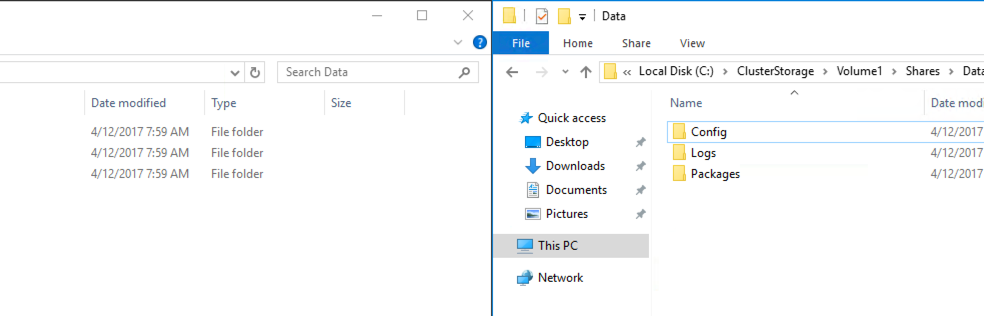 Search Data
Date modified Type Size
4/12/2017 7:59 AM File folder
4/12/2017 7:59 AM File folder
4/12/2017 7:59 AM File folder
Data
File Home Share View
« Local Disk (C:) › ClusterStorage › Volume1 › Shares › Data
Name Date modi
Quick access
Desktop
Downloads
Documents
Pictures
This PC
Network
Config 4/12/2017
Logs 4/12/2017
Packages 4/12/2017